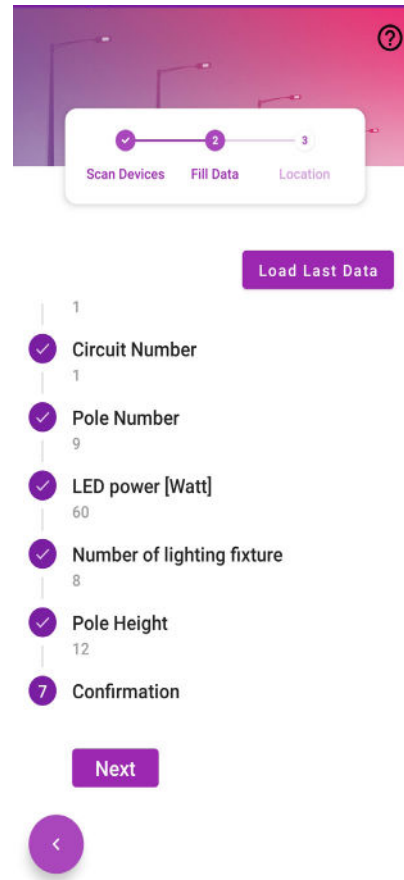 ?
2
3
Scan Devices
Fill Data
Location
Load Last Data
1
Circuit Number
1
Pole Number
9
LED power [Watt]
60
Number of lighting fixture
8
Pole Height
12
7
Confirmation
Next